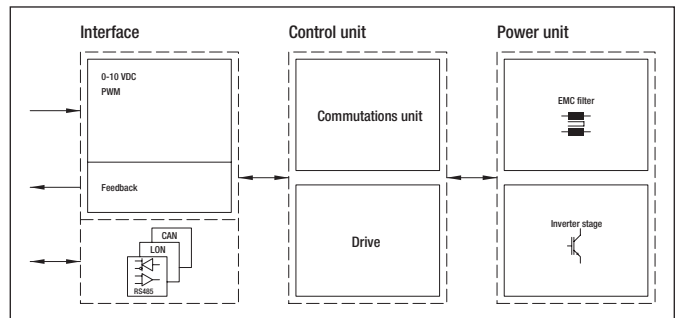 Interface
Control unit
Power unit
0-10 VDC
PWM
Feedback
CAN
LON
RS485
Commutations unit
Drive
EMC filter
Inverter stage